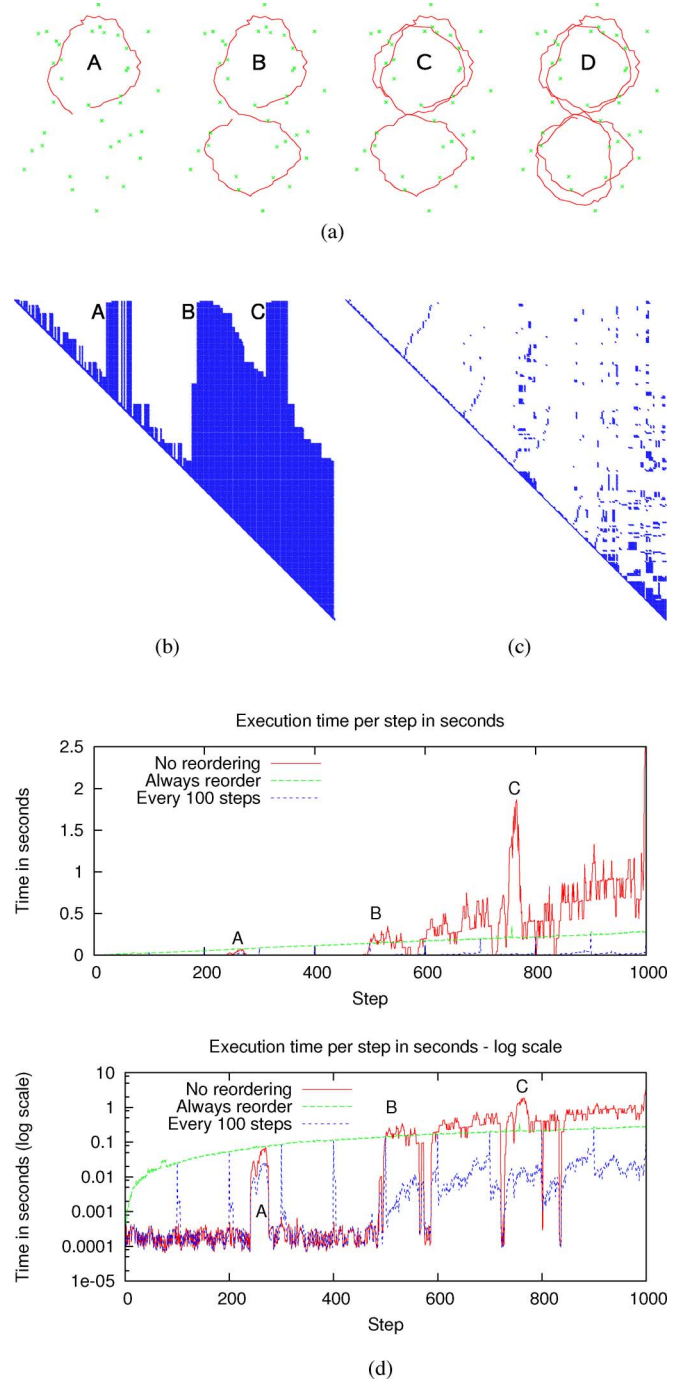 A B C D
(a)
A B C
(b) (c)
Execution time per step in seconds
2.5
2
1.5
1
0.5
0
Time in seconds
No reordering
Always reorder
Every 100 steps
A
B
C
0 200 400 600 800 1000
Step
Execution time per step in seconds - log scale
10
1
0.1
0.01
0.001
0.0001
1e-05
Time in seconds (log scale)
No reordering
Always reorder
Every 100 steps
A
B
C
0 200 400 600 800 1000
Step
(d)